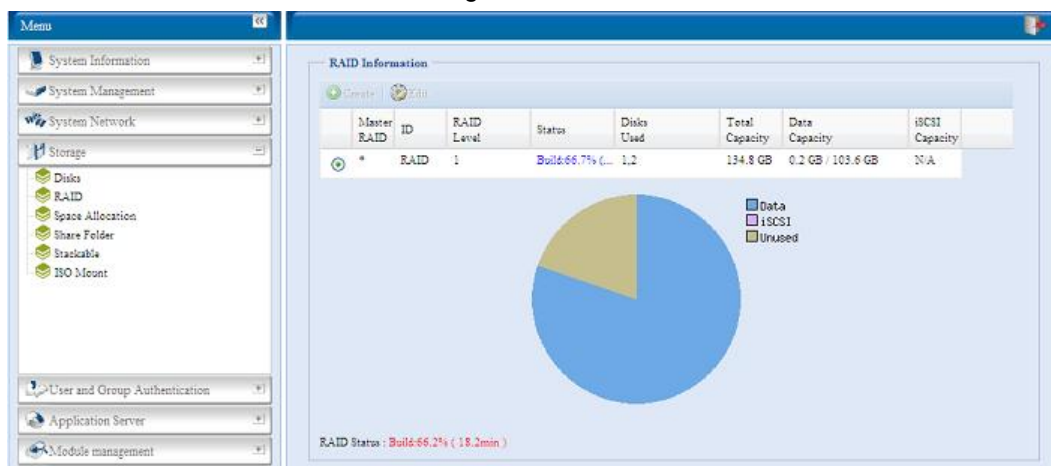 Menu
System Information
System Management
System Network
Storage
Disks
RAID
Space Allocation
Share Folder
Stackable
ISO Mount
User and Group Authentication
Application Server
Module management
RAID Information
Create Edit
Master RAID ID RAID Level Status Disks Used Total Capacity Data Capacity iSCSI Capacity
* RAID 1 Build:66.7% (... 1,2 134.8 GB 0.2 GB / 103.6 GB N/A
Data
iSCSI
Unused
RAID Status : Build:66.2% ( 18.2min )